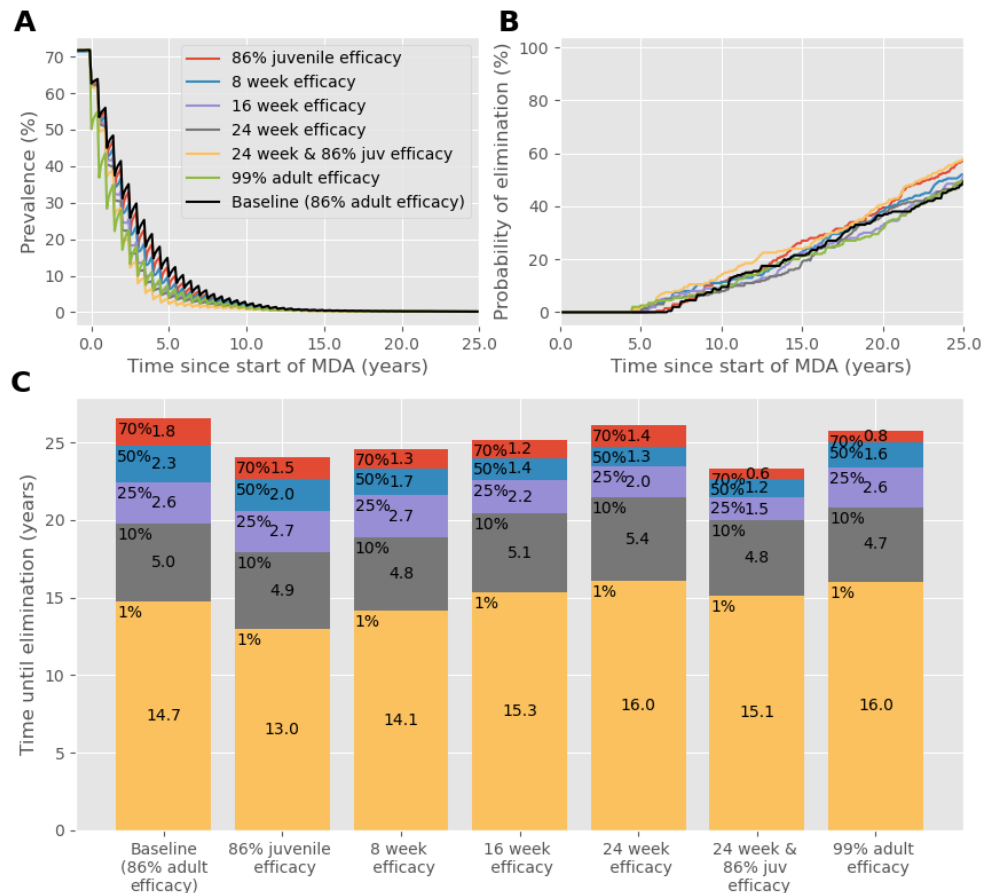 A
Prevalence (%)
70
60
50
40
30
20
10
0
86% juvenile efficacy
8 week efficacy
16 week efficacy
24 week efficacy
24 week & 86% juv efficacy
99% adult efficacy
Baseline (86% adult efficacy)
0.0 5.0 10.0 15.0 20.0 25.0
Time since start of MDA (years)
B
Probability of elimination (%)
100
80
60
40
20
0
0.0 5.0 10.0 15.0 20.0 25.0
Time since start of MDA (years)
C
Time until elimination (years)
25
20
15
10
5
0
70% 1.8
50% 2.3
25% 2.6
10%
5.0
1%
14.7
70% 1.5
50% 2.0
25%
2.7
10%
4.9
1%
13.0
70% 1.3
50% 1.7
25%
2.7
10%
4.8
1%
14.1
70% 1.2
50% 1.4
25% 2.2
10%
5.1
1%
15.3
70% 1.4
50% 1.3
25% 2.0
10%
5.4
1%
16.0
70% 0.6
50% 1.2
25% 1.5
10%
4.8
1%
15.1
70% 0.8
50% 1.6
25% 2.6
10%
4.7
1%
16.0
Baseline
(86% adult
efficacy)
86% juvenile
efficacy
8 week
efficacy
16 week
efficacy
24 week
efficacy
24 week &
86% juv
efficacy
99% adult
efficacy